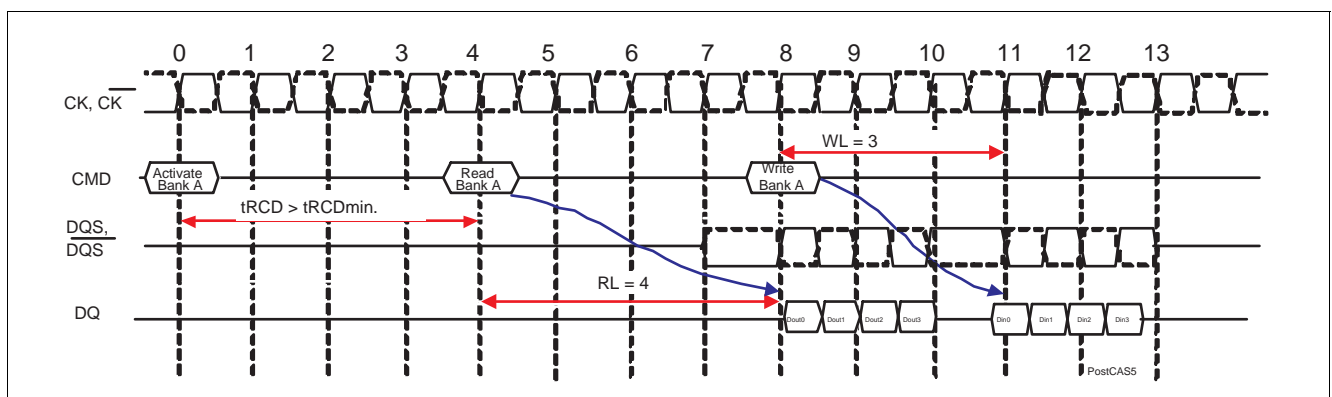 0 1 2 3 4 5 6 7 8 9 10 11 12 13
CK, CK
WL = 3
CMD
Activate
Bank A
Read
Bank A
Write
Bank A
tRCD > tRCDmin.
DQS,
DQS
RL = 4
DQ
Dout0 Dout1 Dout2 Dout3
Din0 Din1 Din2 Din3
PostCAS5